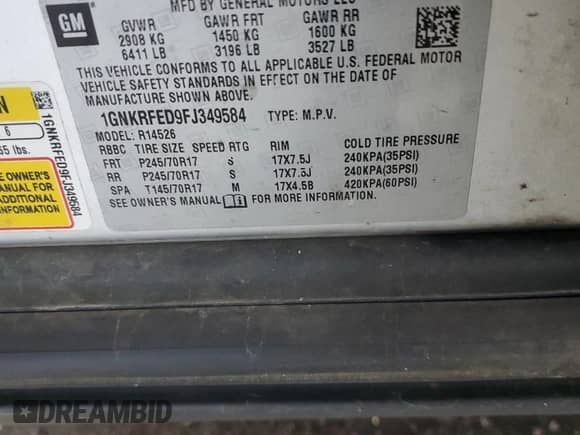 MFD BY GENERAL MOTORS LLC
GM
GVWR GAWR FRT GAWR RR
2908 KG 1450 KG 1600 KG
6411 LB 3196 LB 3527 LB
THIS VEHICLE CONFORMS TO ALL APPLICABLE U.S. FEDERAL MOTOR
VEHICLE SAFETY STANDARDS IN EFFECT ON THE DATE OF
MANUFACTURE SHOWN ABOVE.
1GNKRFED9FJ349584 TYPE: M.P.V.
MODEL: R14526
RBBC TIRE SIZE SPEED RTG RIM COLD TIRE PRESSURE
FRT P245/70R17 S 17X7.5J 240KPA(35PSI)
RR P245/70R17 S 17X7.5J 240KPA(35PSI)
SPA T145/70R17 M 17X4.5B 420KPA(60PSI)
SEE OWNER'S MANUAL FOR MORE INFORMATION.
6
lbs.
OWNER'S
MANUAL FOR
ADDITIONAL
INFORMATION
1GNKRFED9FJ349584
DREAMBID